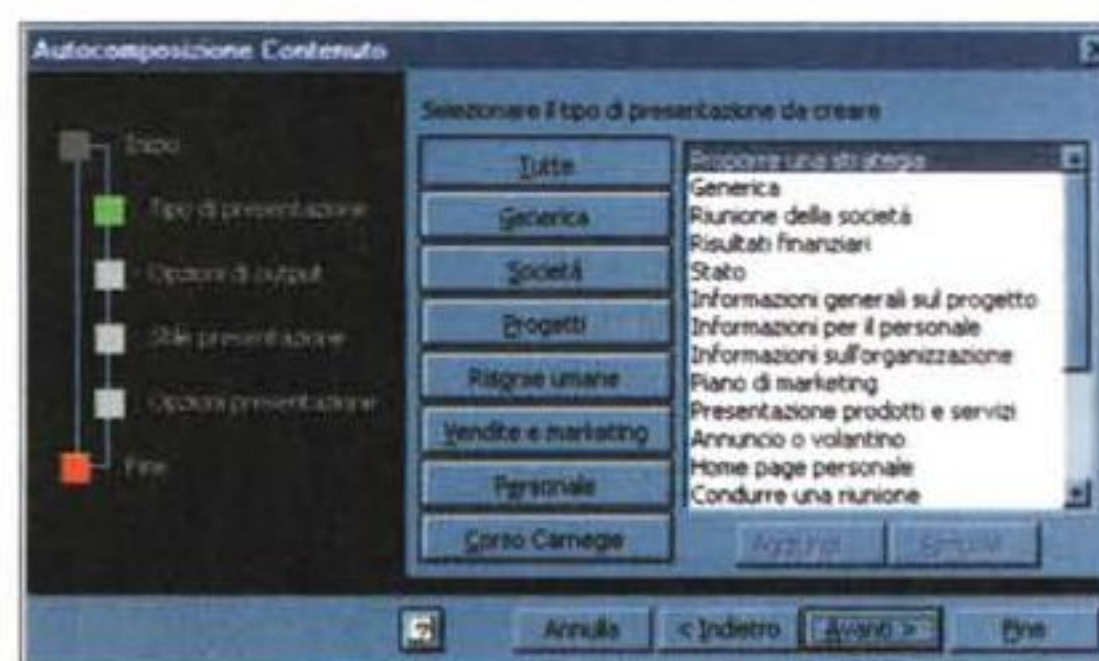 Autocomposizione Contenuto
Selezionare il tipo di presentazione da creare
Inizio
Tipo di presentazione
Opzioni di output
Stile presentazione
Opzioni presentazione
Fine
Tutte
Generica
Società
Progetti
Risorse umane
Vendite e marketing
Personale
Corso Carnegie
Proporre una strategia
Generica
Riunione della società
Risultati finanziari
Stato
Informazioni generali sul progetto
Informazioni per il personale
Informazioni sull'organizzazione
Piano di marketing
Presentazione prodotti e servizi
Annuncio o volantino
Home page personale
Condurre una riunione
Aggiungi
Annulla
< Indietro
Avanti >
Fine